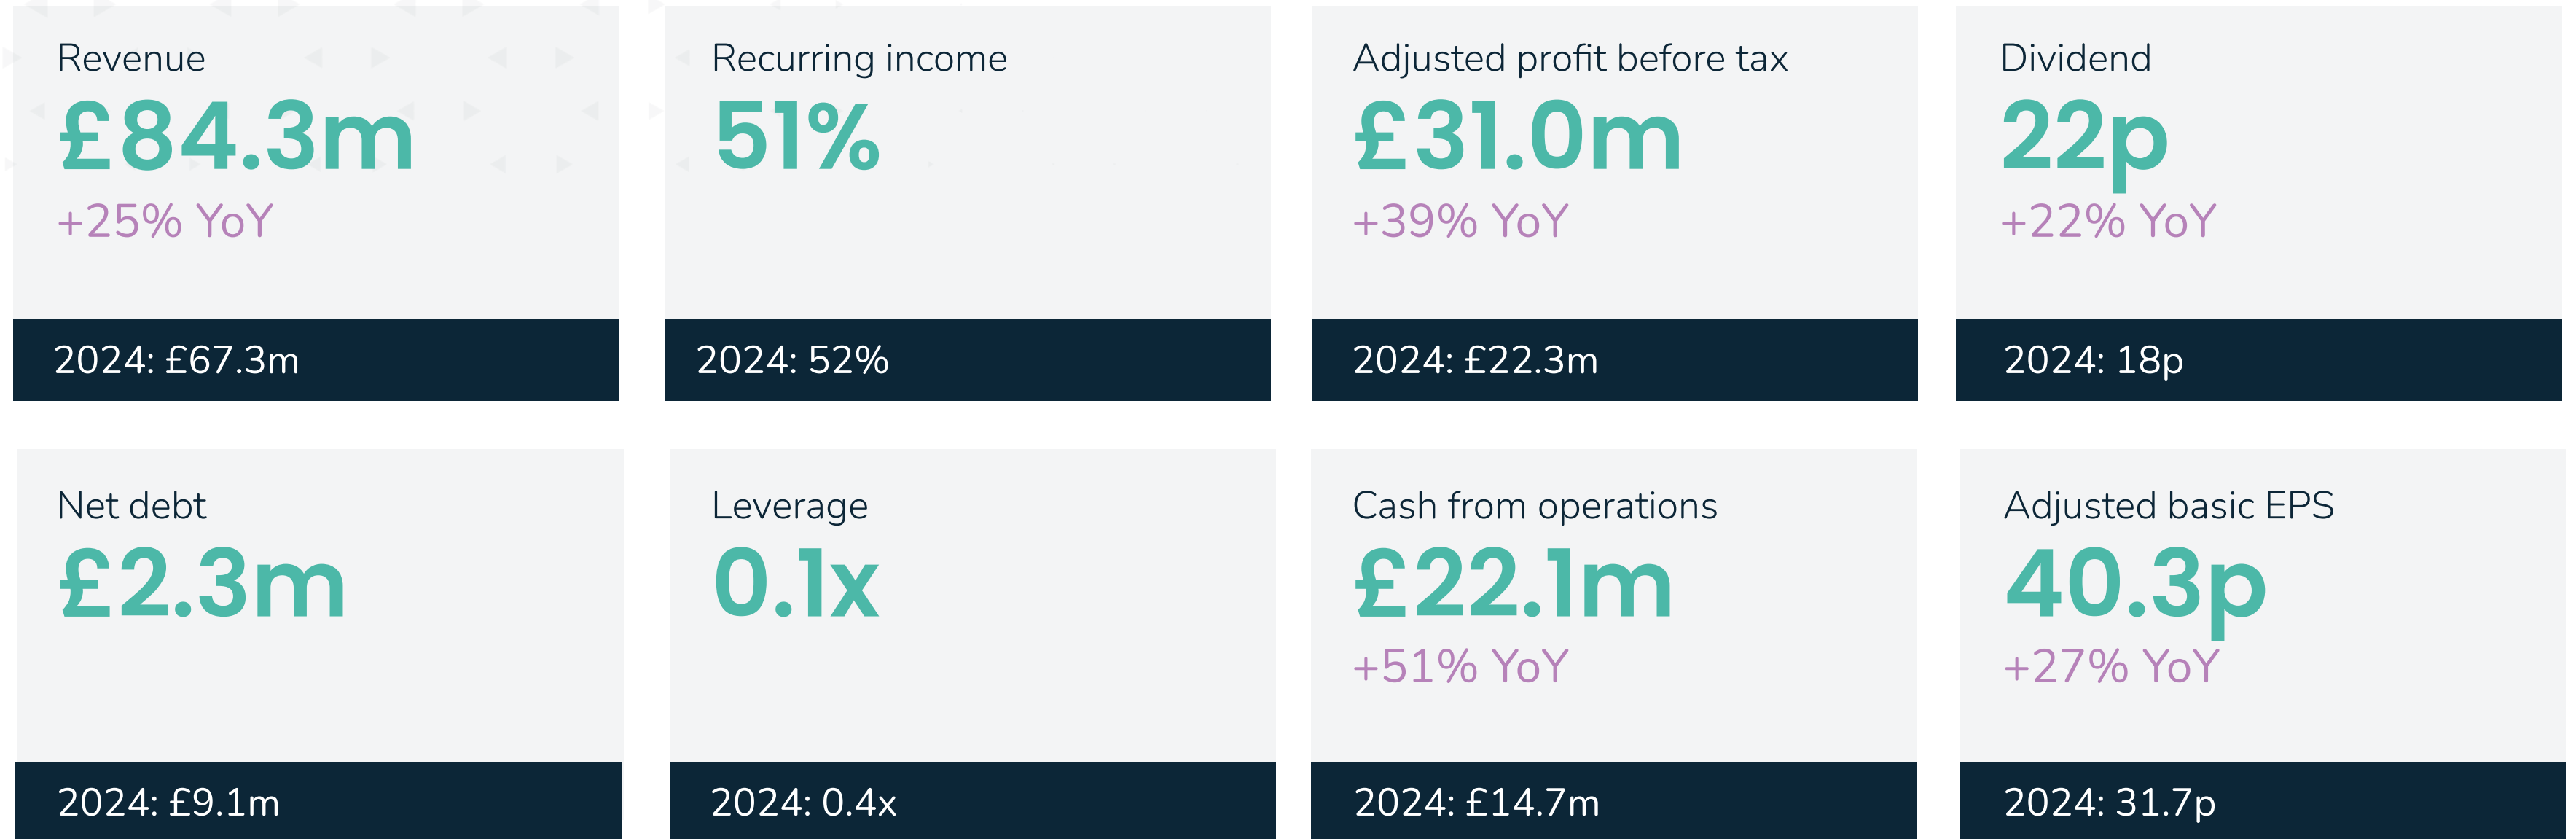 Revenue
£84.3m
+25% YoY
2024: £67.3m
Recurring income
51%
2024: 52%
Adjusted profit before tax
£31.0m
+39% YoY
2024: £22.3m
Dividend
22p
+22% YoY
2024: 18p
Net debt
£2.3m
2024: £9.1m
Leverage
0.1x
2024: 0.4x
Cash from operations
£22.1m
+51% YoY
2024: £14.7m
Adjusted basic EPS
40.3p
+27% YoY
2024: 31.7p